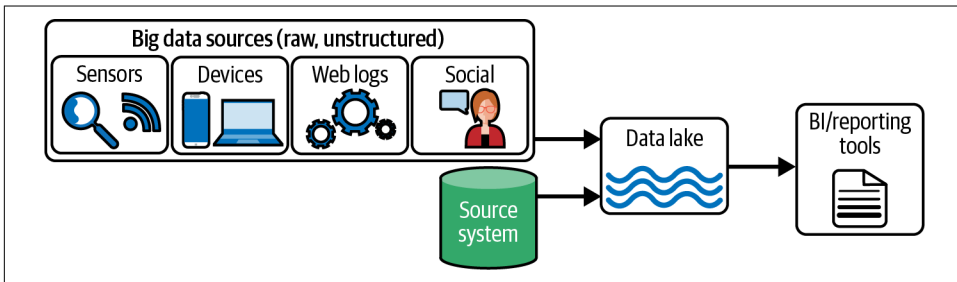 Big data sources (raw, unstructured)
Sensors
Devices
Web logs
Social
Source
system
Data lake
BI/reporting
tools